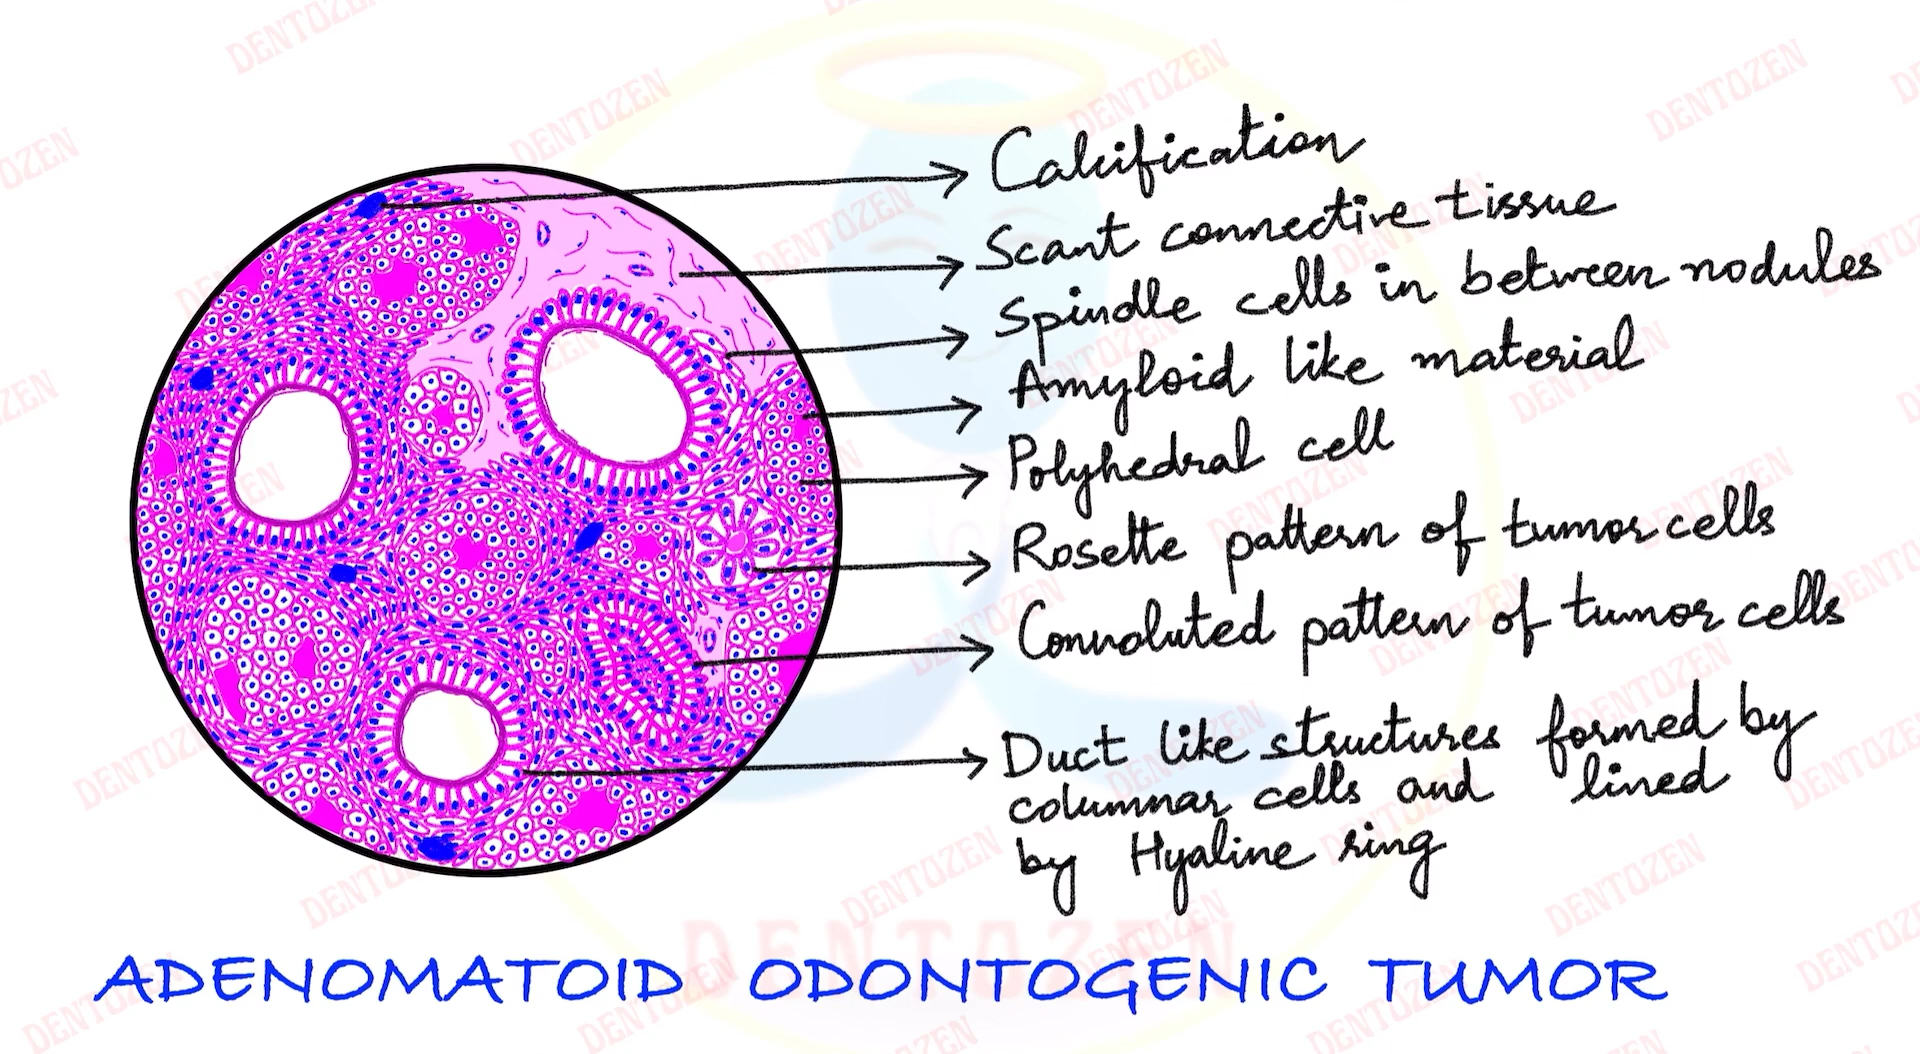 Calcification
Scant connective tissue
Spindle cells in between nodules
Amyloid like material
Polyhedral cell
Rosette pattern of tumor cells
Convoluted pattern of tumor cells
Duct like structures formed by
columnar cells and lined
by Hyaline ring
DENTOZEN
ADENOMATOID ODONTOGENIC TUMOR